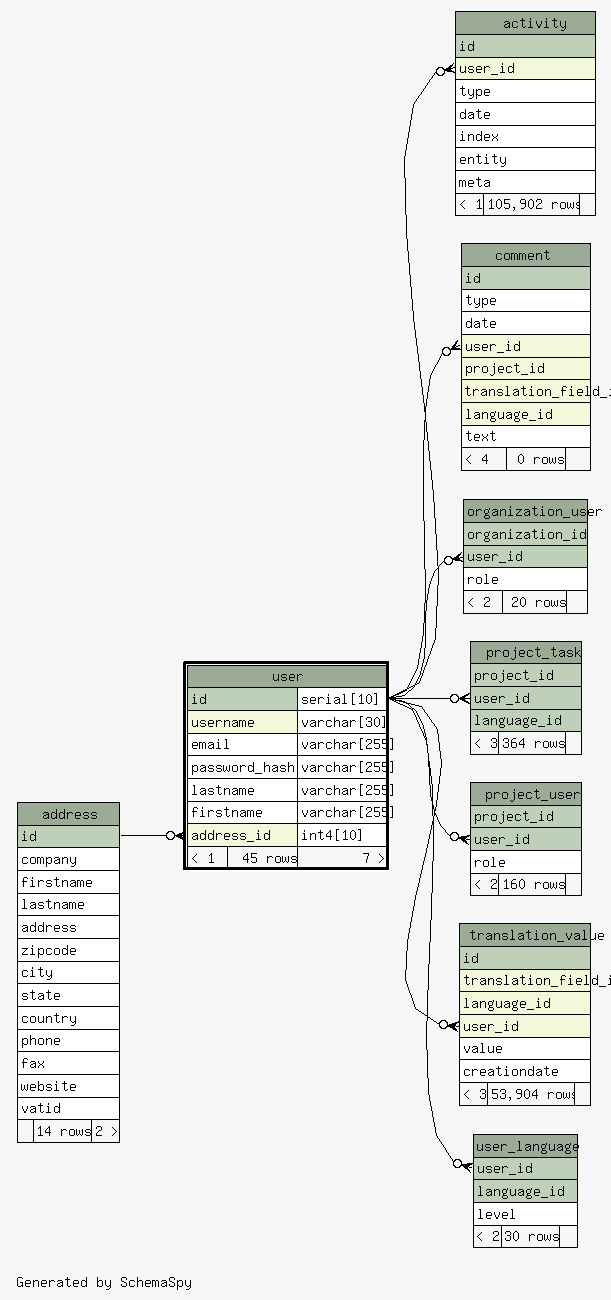 activity
id
user_id
type
date
index
entity
meta
< 1 105,902 rows
comment
id
type
date
user_id
project_id
translation_field_i
language_id
text
< 4 0 rows
organization_user
organization_id
user_id
role
< 2 20 rows
project_task
project_id
user_id
language_id
< 3 364 rows
user
id serial[10]
username varchar[30]
email varchar[255]
password_hash varchar[255]
lastname varchar[255]
firstname varchar[255]
address_id int4[10]
< 1 45 rows 7 >
project_user
project_id
user_id
role
< 2 160 rows
address
id
company
firstname
lastname
address
zipcode
city
state
country
phone
fax
website
vatid
14 rows 2 >
translation_value
id
translation_field_i
language_id
user_id
value
creationdate
< 3 53,904 rows
user_language
user_id
language_id
level
< 2 30 rows
Generated by SchemaSpy